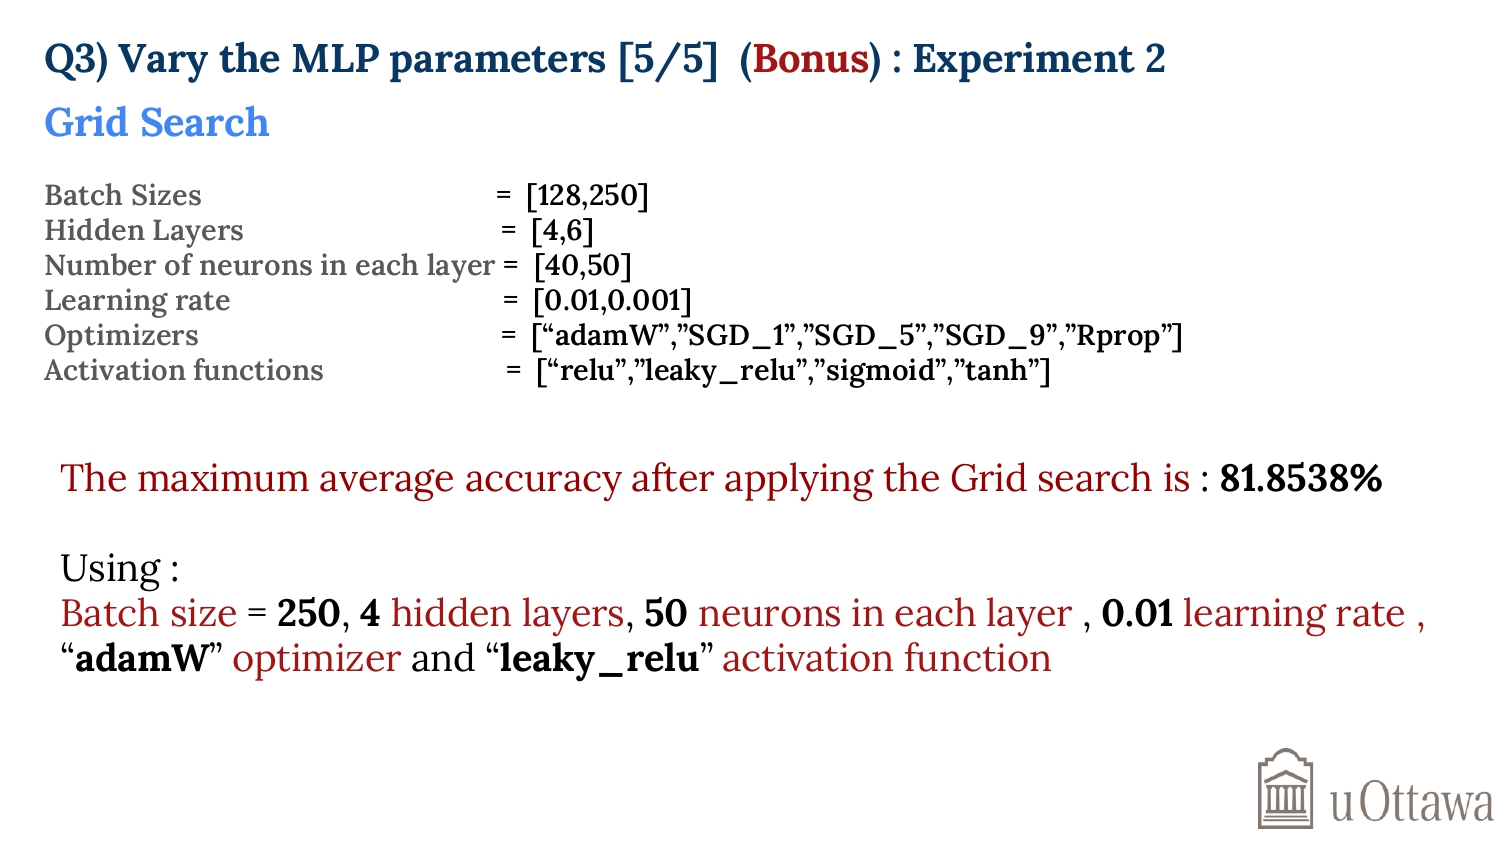 Q3) Vary the MLP parameters [5/5] (Bonus) : Experiment 2
Grid Search
Batch Sizes = [128,250]
Hidden Layers = [4,6]
Number of neurons in each layer = [40,50]
Learning rate = [0.01,0.001]
Optimizers = [“adamW”,”SGD_1”,”SGD_5”,”SGD_9”,”Rprop”]
Activation functions = [“relu”,”leaky_relu”,”sigmoid”,”tanh”]
The maximum average accuracy after applying the Grid search is : 81.8538%
Using :
Batch size = 250, 4 hidden layers, 50 neurons in each layer , 0.01 learning rate ,
“adamW” optimizer and “leaky_relu” activation function
uOttawa